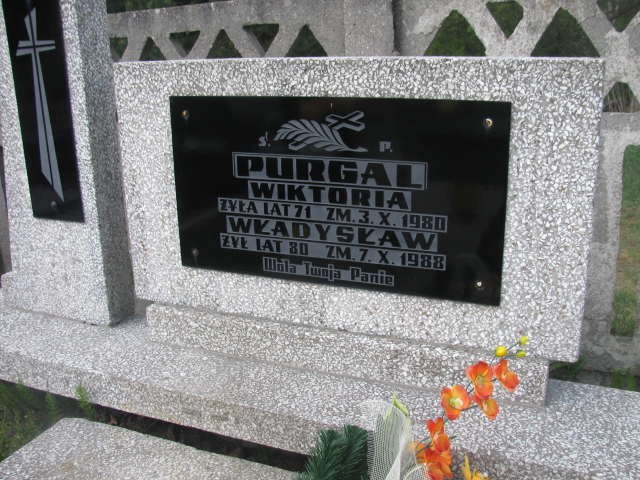 Ś. P.
PURGAL
WIKTORIA
ŻYŁA LAT 71 ZM. 3. X. 1980
WŁADYSŁAW
ŻYŁ LAT 80 ZM. 7. X. 1988
Wola Twoja Panie